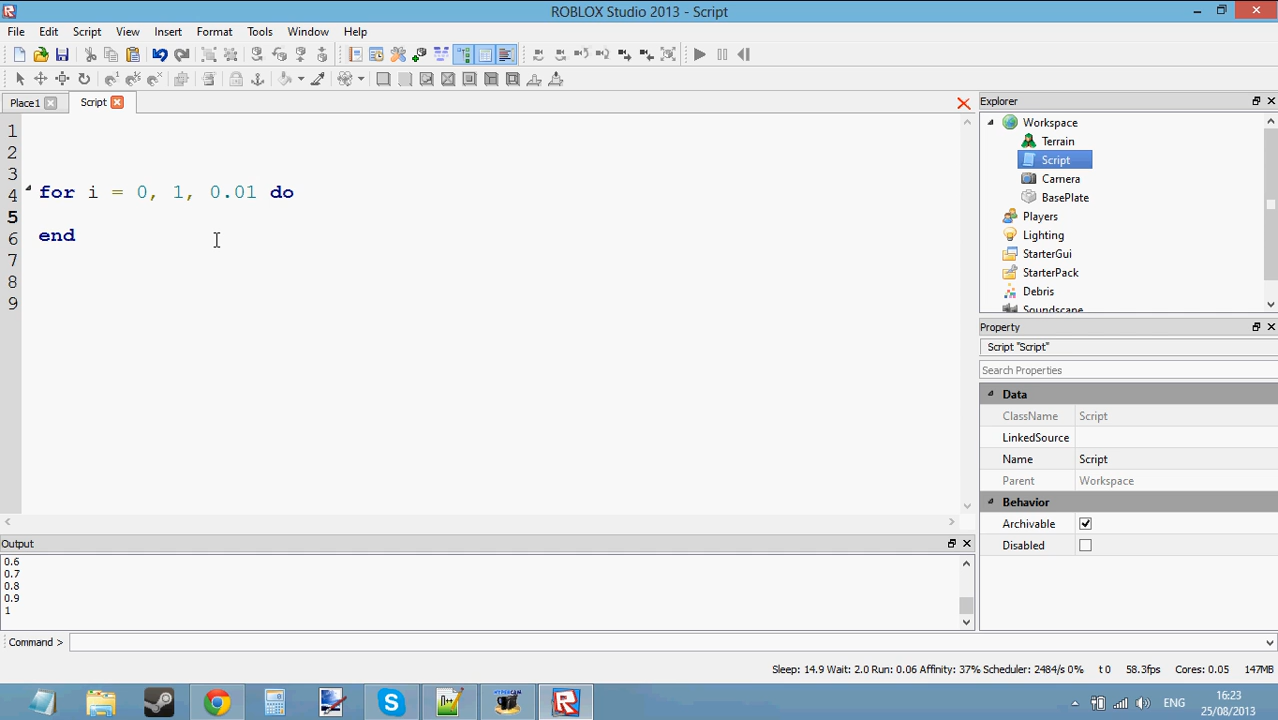 ROBLOX Studio 2013 - Script
File Edit Script View Insert Format Tools Window Help
Place1 Script
1
2
3
4 for i = 0, 1, 0.01 do
5
6 end
7
8
9
Explorer
Workspace
Terrain
Script
Camera
BasePlate
Players
Lighting
StarterGui
StarterPack
Debris
Soundscape
Property
Script "Script"
Search Properties
Data
ClassName Script
LinkedSource
Name Script
Parent Workspace
Behavior
Archivable
Disabled
Output
0.6
0.7
0.8
0.9
1
Command >
Sleep: 14.9 Wait: 2.0 Run: 0.06 Affinity: 37% Scheduler: 2484/s 0% t 0 58.3fps Cores: 0.05 147MB
ENG
16:23
25/08/2013